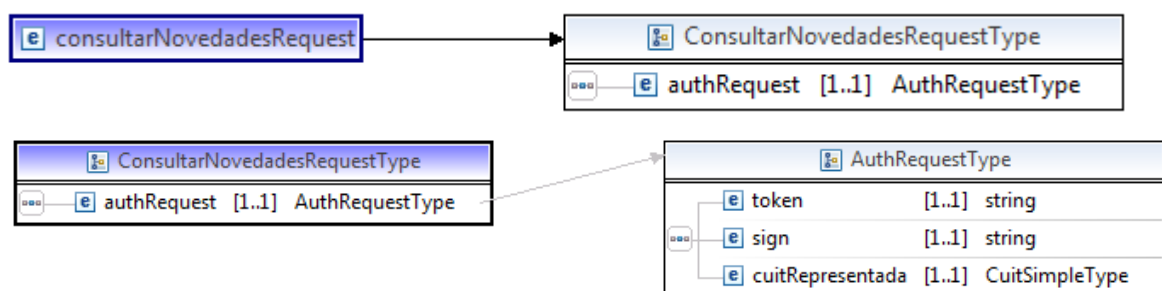 e consultarNovedadesRequest
ConsultarNovedadesRequestType
e authRequest [1..1] AuthRequestType
ConsultarNovedadesRequestType
e authRequest [1..1] AuthRequestType
AuthRequestType
e token [1..1] string
e sign [1..1] string
e cuitRepresentada [1..1] CuitSimpleType